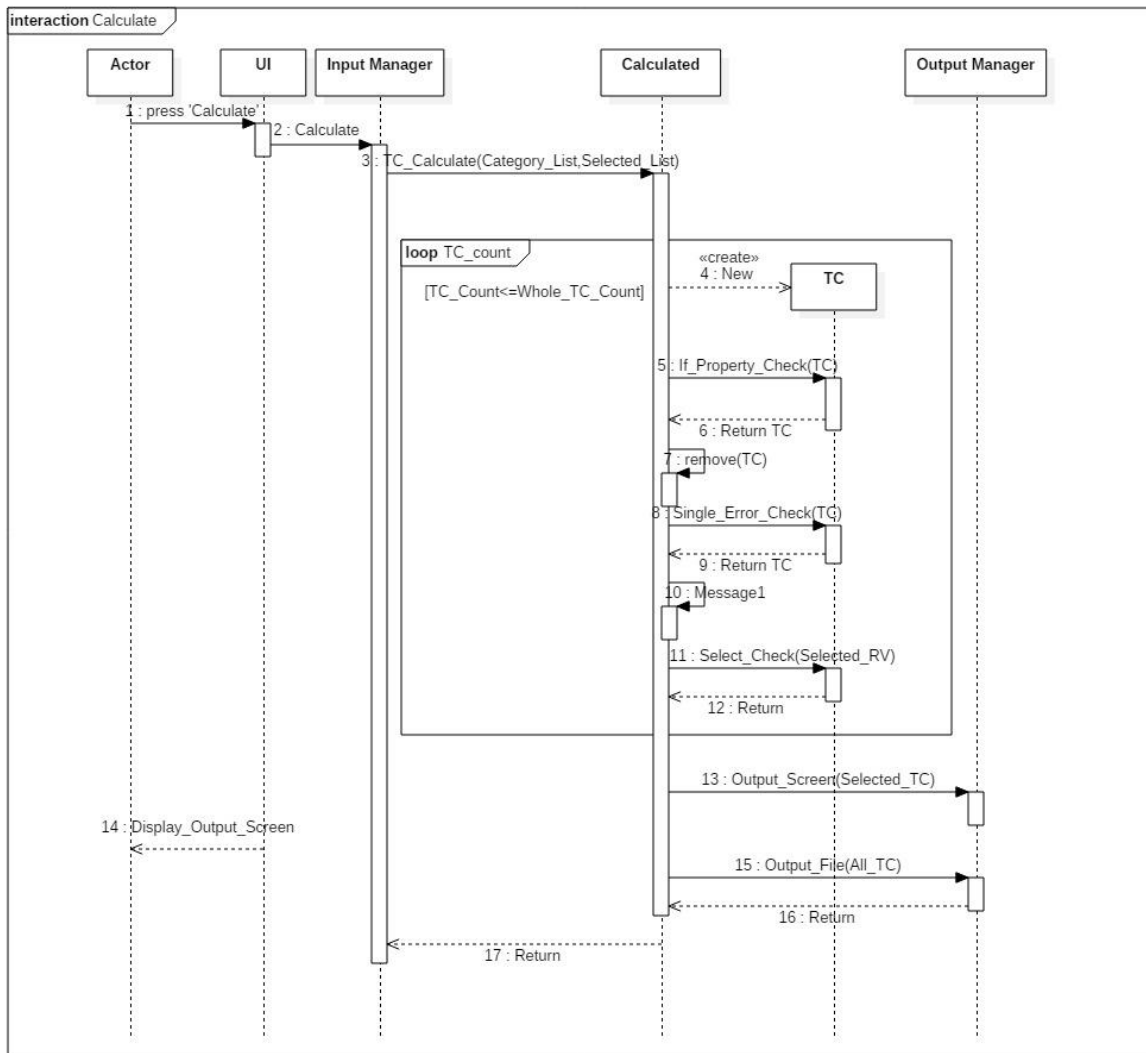 interaction Calculate
Actor
UI
Input Manager
Calculated
Output Manager
1 : press 'Calculate'
2 : Calculate
3 : TC_Calculate(Category_List,Selected_List)
loop TC_count
[TC_Count<=Whole_TC_Count]
«create»
4 : New
TC
5 : If_Property_Check(TC)
6 : Return TC
7 : remove(TC)
8 : Single_Error_Check(TC)
9 : Return TC
10 : Message1
11 : Select_Check(Selected_RV)
12 : Return
13 : Output_Screen(Selected_TC)
14 : Display_Output_Screen
15 : Output_File(All_TC)
16 : Return
17 : Return